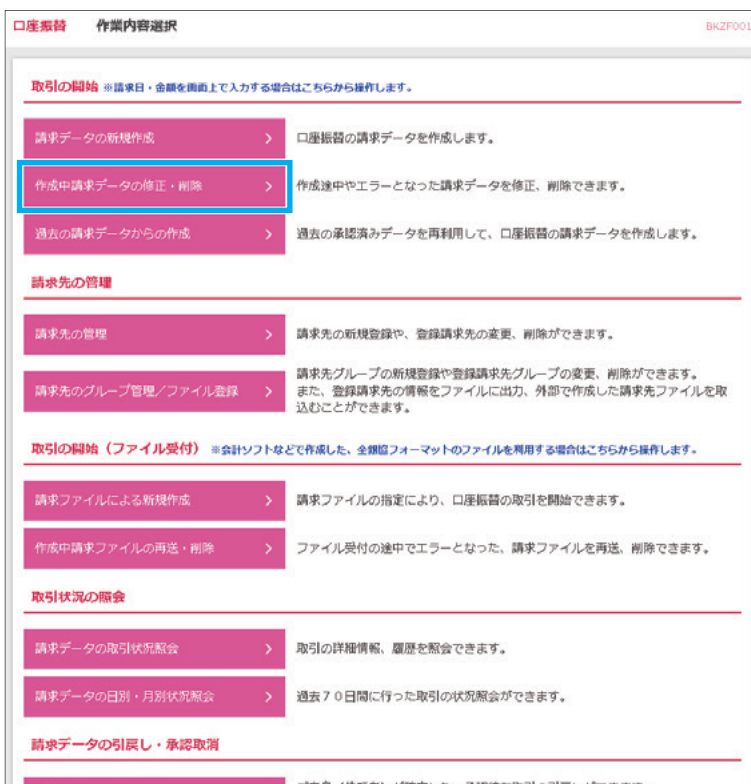 口座振替 作業内容選択 BKZF001
取引の開始 ※請求日・金額を画面上で入力する場合はこちらから操作します。
請求データの新規作成 > 口座振替の請求データを作成します。
作成中請求データの修正・削除 > 作成途中やエラーとなった請求データを修正、削除できます。
過去の請求データからの作成 > 過去の承認済みデータを再利用して、口座振替の請求データを作成します。
請求先の管理
請求先の管理 > 請求先の新規登録や、登録請求先の変更、削除ができます。
請求先グループの新規登録や登録請求先グループの変更、削除ができます。
請求先のグループ管理／ファイル登録 > また、登録請求先の情報をファイルに出力、外部で作成した請求先ファイルを取
込むことができます。
取引の開始（ファイル受付） ※会計ソフトなどで作成した、全銀協フォーマットのファイルを利用する場合はこちらから操作します。
請求ファイルによる新規作成 > 請求ファイルの指定により、口座振替の取引を開始できます。
作成中請求ファイルの再送・削除 > ファイル受付の途中でエラーとなった、請求ファイルを再送、削除できます。
取引状況の照会
請求データの取引状況照会 > 取引の詳細情報、履歴を照会できます。
請求データの日別・月別状況照会 > 過去７０日間に行った取引の状況照会ができます。
請求データの引戻し・承認取消